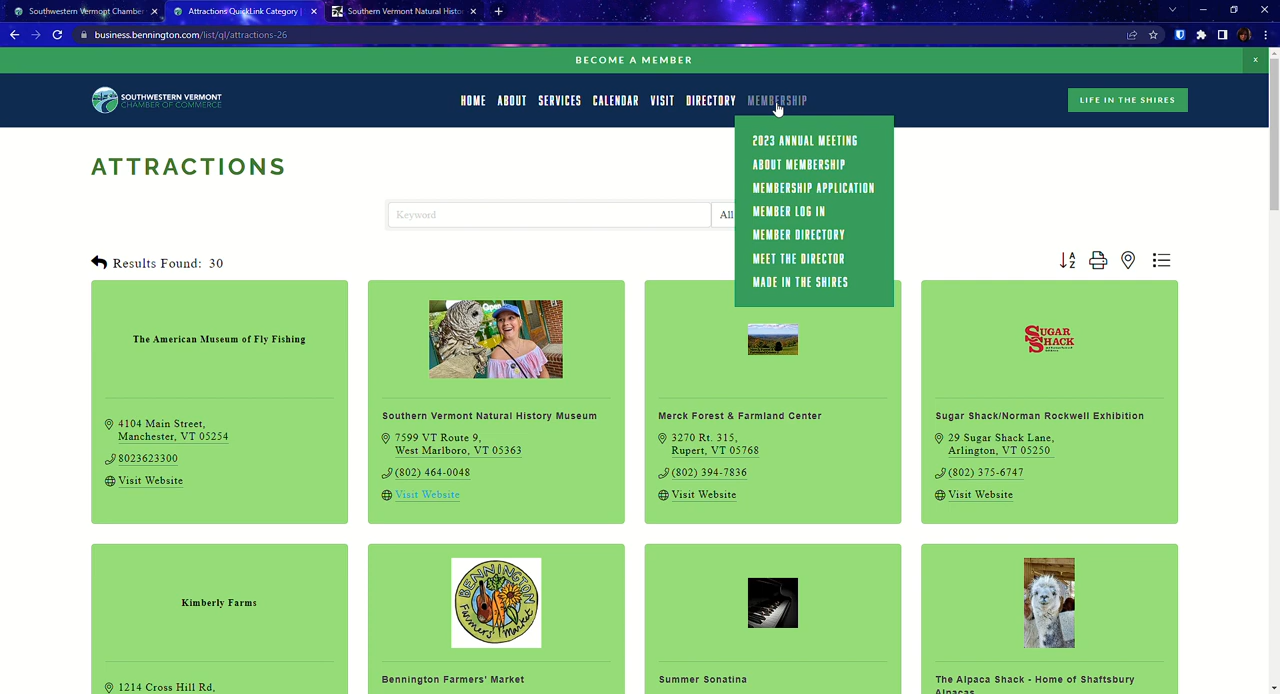 Southwestern Vermont Chamber
Attractions QuickLink Category |
Southern Vermont Natural Histo
business.bennington.com/list/ql/attractions-26
BECOME A MEMBER
x
SOUTHWESTERN VERMONT
CHAMBER OF COMMERCE
HOME ABOUT SERVICES CALENDAR VISIT DIRECTORY MEMBERSHIP
LIFE IN THE SHIRES
2023 ANNUAL MEETING
ABOUT MEMBERSHIP
MEMBERSHIP APPLICATION
MEMBER LOG IN
MEMBER DIRECTORY
MEET THE DIRECTOR
MADE IN THE SHIRES
ATTRACTIONS
Keyword
All
Results Found: 30
A
Z
The American Museum of Fly Fishing
4104 Main Street,
Manchester, VT 05254
8023623300
Visit Website
Open
Southern Vermont Natural History Museum
7599 VT Route 9,
West Marlboro, VT 05363
(802) 464-0048
Visit Website
Merck Forest & Farmland Center
3270 Rt. 315,
Rupert, VT 05768
(802) 394-7836
Visit Website
SUGAR
SHACK
Sugar Shack/Norman Rockwell Exhibition
29 Sugar Shack Lane,
Arlington, VT 05250
(802) 375-6747
Visit Website
Kimberly Farms
1214 Cross Hill Rd,
BENNINGTON
Farmers' Market
Bennington Farmers' Market
Summer Sonatina
The Alpaca Shack - Home of Shaftsbury
Alpacas